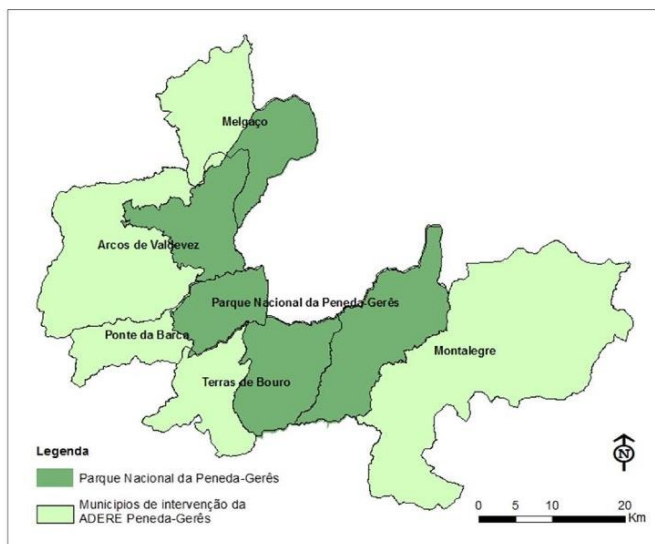 Melgaço
Arcos de Valdevez
Parque Nacional da Peneda-Gerês
Ponte da Barca
Montalegre
Terras de Bouro
Legenda
Parque Nacional da Peneda-Gerês
Municipios de intervenção da
ADERE Peneda-Gerês
N
0 5 10 20
Km